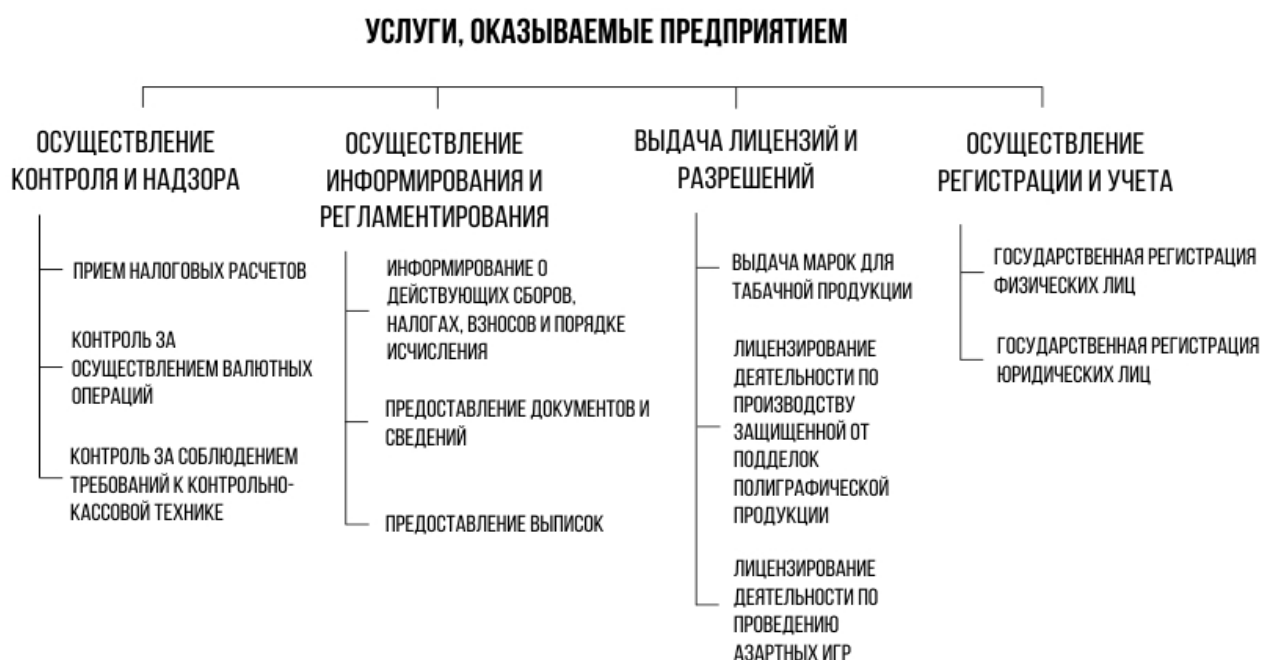 УСЛУГИ, ОКАЗЫВАЕМЫЕ ПРЕДПРИЯТИЕМ
ОСУЩЕСТВЛЕНИЕ
КОНТРОЛЯ И НАДЗОРА
ПРИЕМ НАЛОГОВЫХ РАСЧЕТОВ
КОНТРОЛЬ ЗА
ОСУЩЕСТВЛЕНИЕМ ВАЛЮТНЫХ
ОПЕРАЦИЙ
КОНТРОЛЬ ЗА СОБЛЮДЕНИЕМ
ТРЕБОВАНИЙ К КОНТРОЛЬНО-
КАССОВОЙ ТЕХНИКЕ
ОСУЩЕСТВЛЕНИЕ
ИНФОРМИРОВАНИЯ И
РЕГЛАМЕНТИРОВАНИЯ
ИНФОРМИРОВАНИЕ О
ДЕЙСТВУЮЩИХ СБОРОВ,
НАЛОГАХ, ВЗНОСОВ И ПОРЯДКЕ
ИСЧИСЛЕНИЯ
ПРЕДОСТАВЛЕНИЕ ДОКУМЕНТОВ И
СВЕДЕНИЙ
ПРЕДОСТАВЛЕНИЕ ВЫПИСОК
ВЫДАЧА ЛИЦЕНЗИЙ И
РАЗРЕШЕНИЙ
ВЫДАЧА МАРОК ДЛЯ
ТАБАЧНОЙ ПРОДУКЦИИ
ЛИЦЕНЗИРОВАНИЕ
ДЕЯТЕЛЬНОСТИ ПО
ПРОИЗВОДСТВУ
ЗАЩИЩЕННОЙ ОТ
ПОДДЕЛОК
ПОЛИГРАФИЧЕСКОЙ
ПРОДУКЦИИ
ЛИЦЕНЗИРОВАНИЕ
ДЕЯТЕЛЬНОСТИ ПО
ПРОВЕДЕНИЮ
АЗАРТНЫХ ИГР
ОСУЩЕСТВЛЕНИЕ
РЕГИСТРАЦИИ И УЧЕТА
ГОСУДАРСТВЕННАЯ РЕГИСТРАЦИЯ
ФИЗИЧЕСКИХ ЛИЦ
ГОСУДАРСТВЕННАЯ РЕГИСТРАЦИЯ
ЮРИДИЧЕСКИХ ЛИЦ